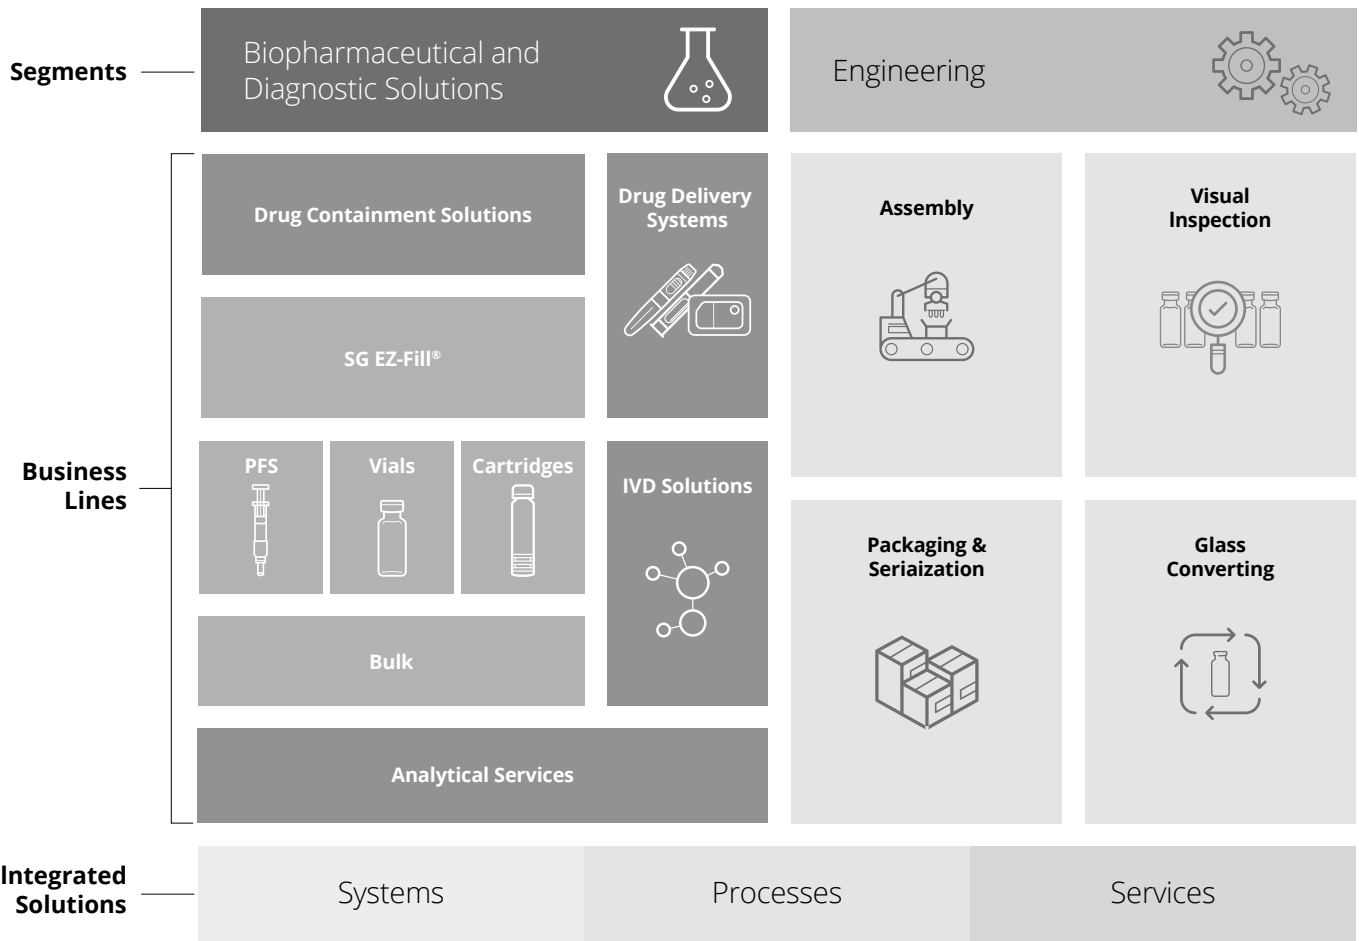 Segments
Biopharmaceutical and
Diagnostic Solutions
Engineering
Business
Lines
Drug Containment Solutions
SG EZ-Fill®
PFS
Vials
Cartridges
Bulk
Drug Delivery
Systems
IVD Solutions
Analytical Services
Assembly
Visual
Inspection
Packaging &
Seriaization
Glass
Converting
Integrated
Solutions
Systems
Processes
Services